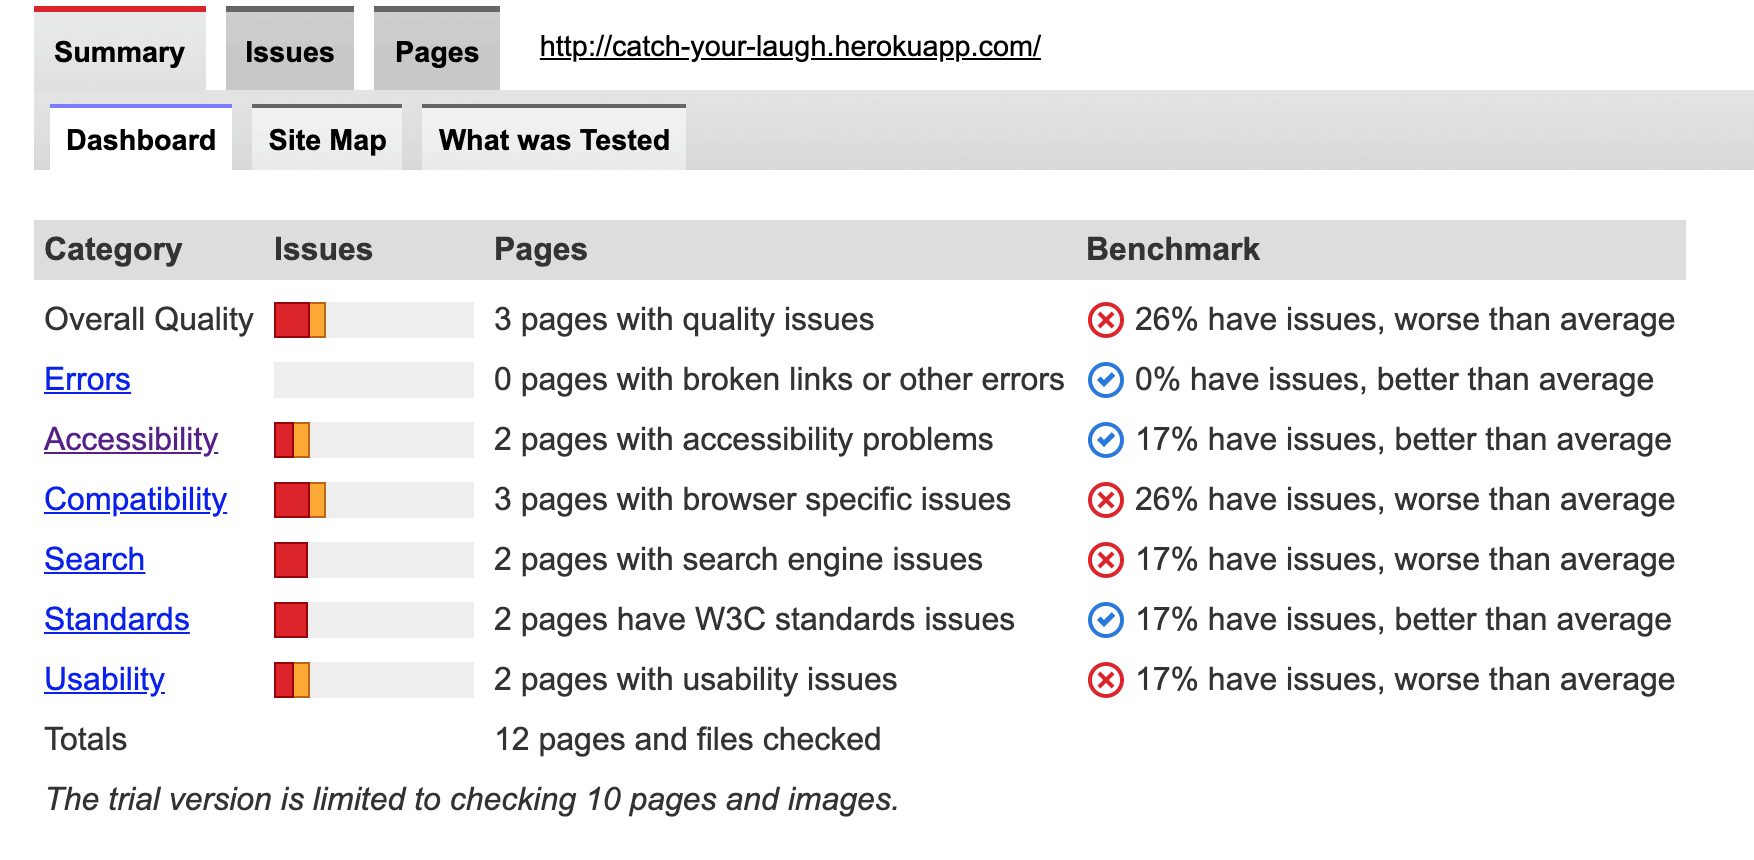 Summary Issues Pages http://catch-your-laugh.herokuapp.com/
Dashboard Site Map What was Tested
Category Issues Pages Benchmark
Overall Quality 3 pages with quality issues 26% have issues, worse than average
Errors 0 pages with broken links or other errors 0% have issues, better than average
Accessibility 2 pages with accessibility problems 17% have issues, better than average
Compatibility 3 pages with browser specific issues 26% have issues, worse than average
Search 2 pages with search engine issues 17% have issues, worse than average
Standards 2 pages have W3C standards issues 17% have issues, better than average
Usability 2 pages with usability issues 17% have issues, worse than average
Totals 12 pages and files checked
The trial version is limited to checking 10 pages and images.